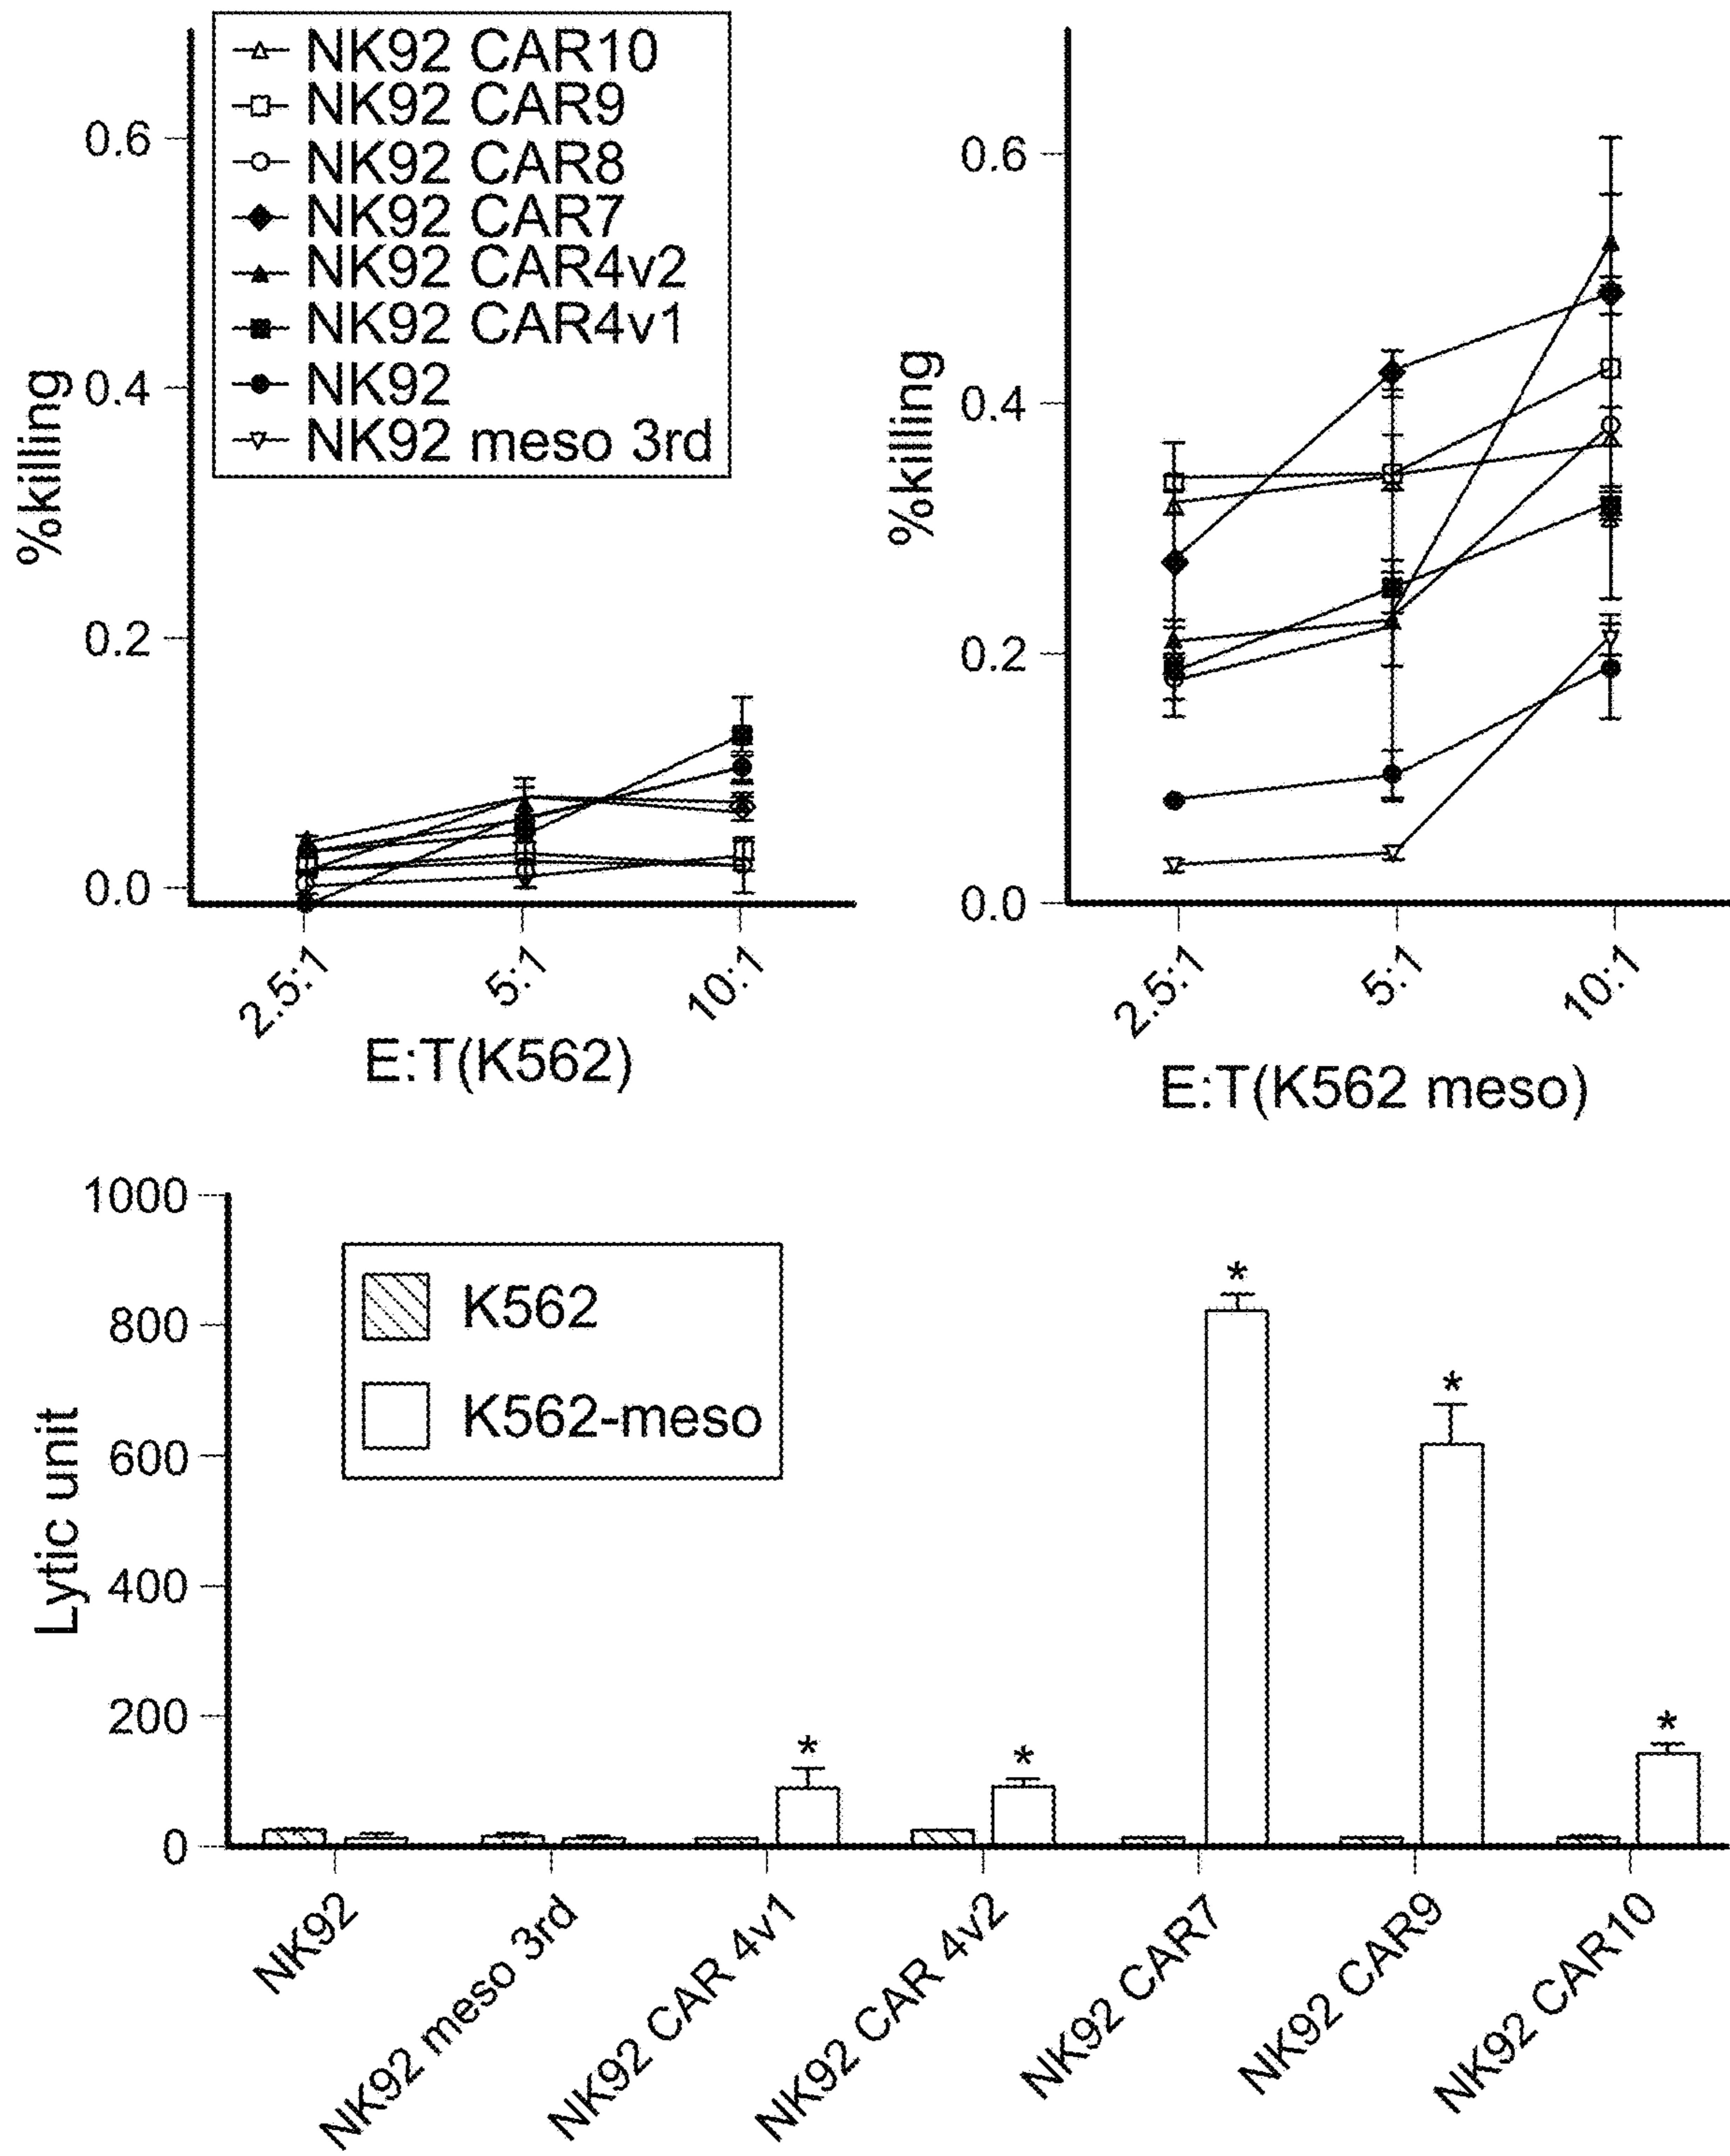 NK92 CAR10
NK92 CAR9
NK92 CAR8
NK92 CAR7
NK92 CAR4v2
NK92 CAR4v1
NK92
NK92 meso 3rd
%killing
0.6
0.4
0.2
0.0
2.5:1
5:1
10:1
E:T(K562)
%killing
0.6
0.4
0.2
0.0
2.5:1
5:1
10:1
E:T(K562 meso)
Lytic unit
1000
800
600
400
200
0
K562
K562-meso
*
*
*
*
*
NK92
NK92 meso 3rd
NK92 CAR 4v1
NK92 CAR 4v2
NK92 CAR7
NK92 CAR9
NK92 CAR10